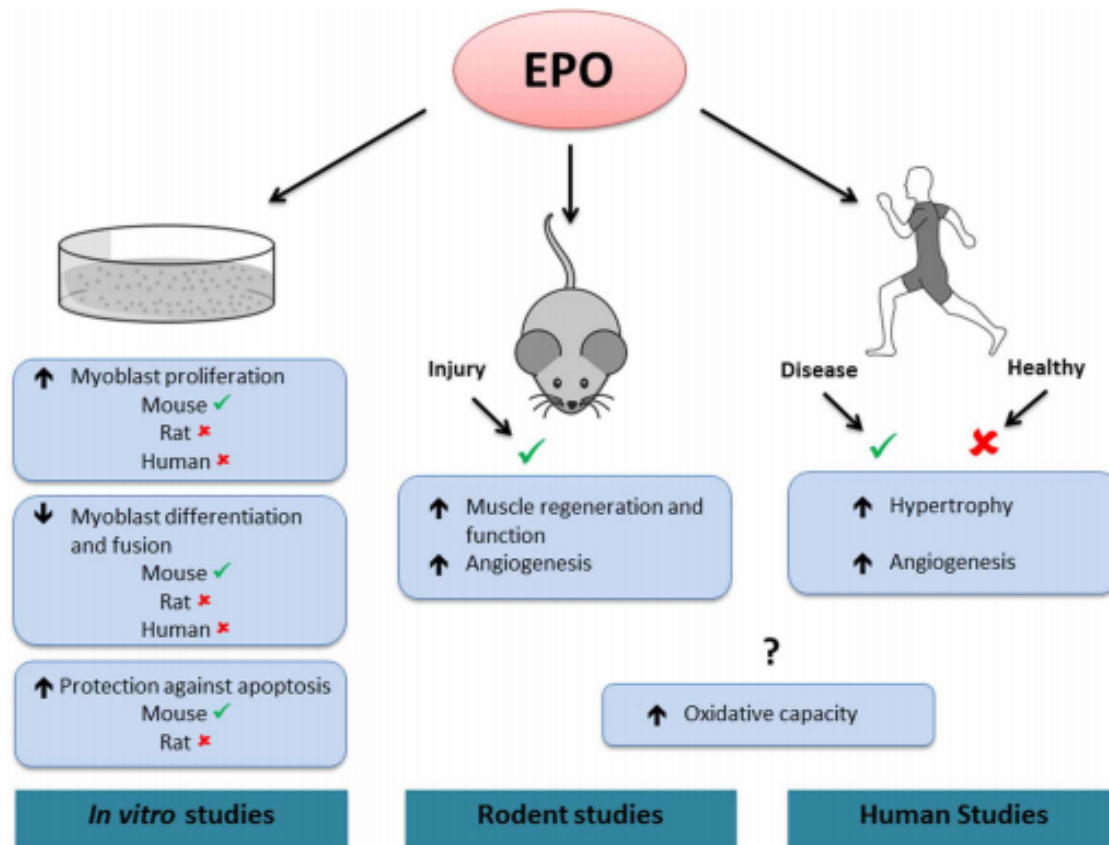 EPO
↑ Myoblast proliferation
Mouse ✓
Rat ✘
Human ✘
↓ Myoblast differentiation
and fusion
Mouse ✓
Rat ✘
Human ✘
↑ Protection against apoptosis
Mouse ✓
Rat ✘
In vitro studies
Injury
✓
↑ Muscle regeneration and
function
↑ Angiogenesis
Rodent studies
Disease
Healthy
✓ ✘
↑ Hypertrophy
↑ Angiogenesis
?
↑ Oxidative capacity
Human Studies